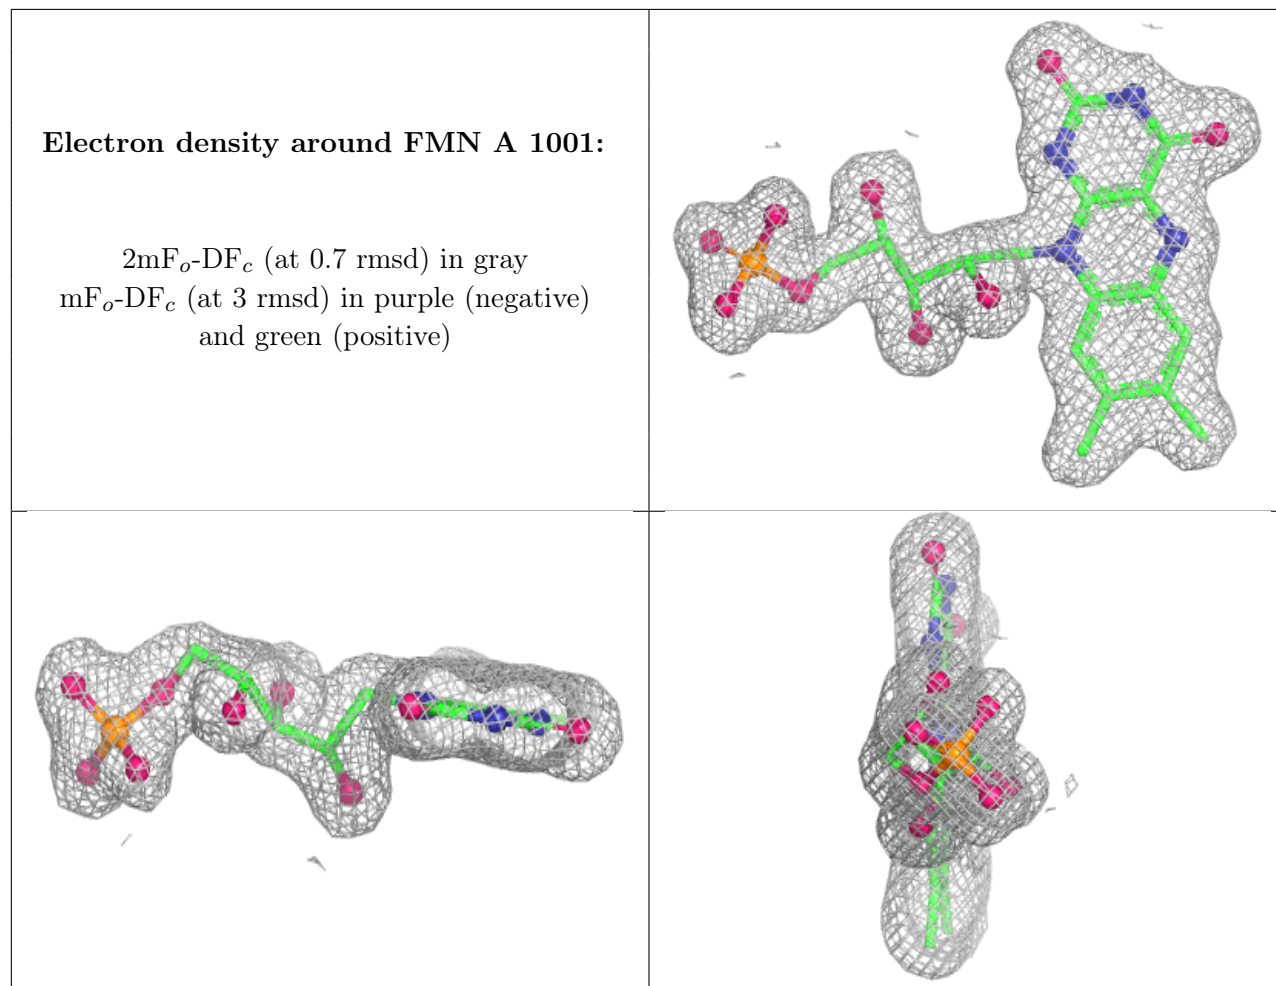 Electron density around FMN A 1001:
2mFo-DFc (at 0.7 rmsd) in gray
mFo-DFc (at 3 rmsd) in purple (negative)
and green (positive)